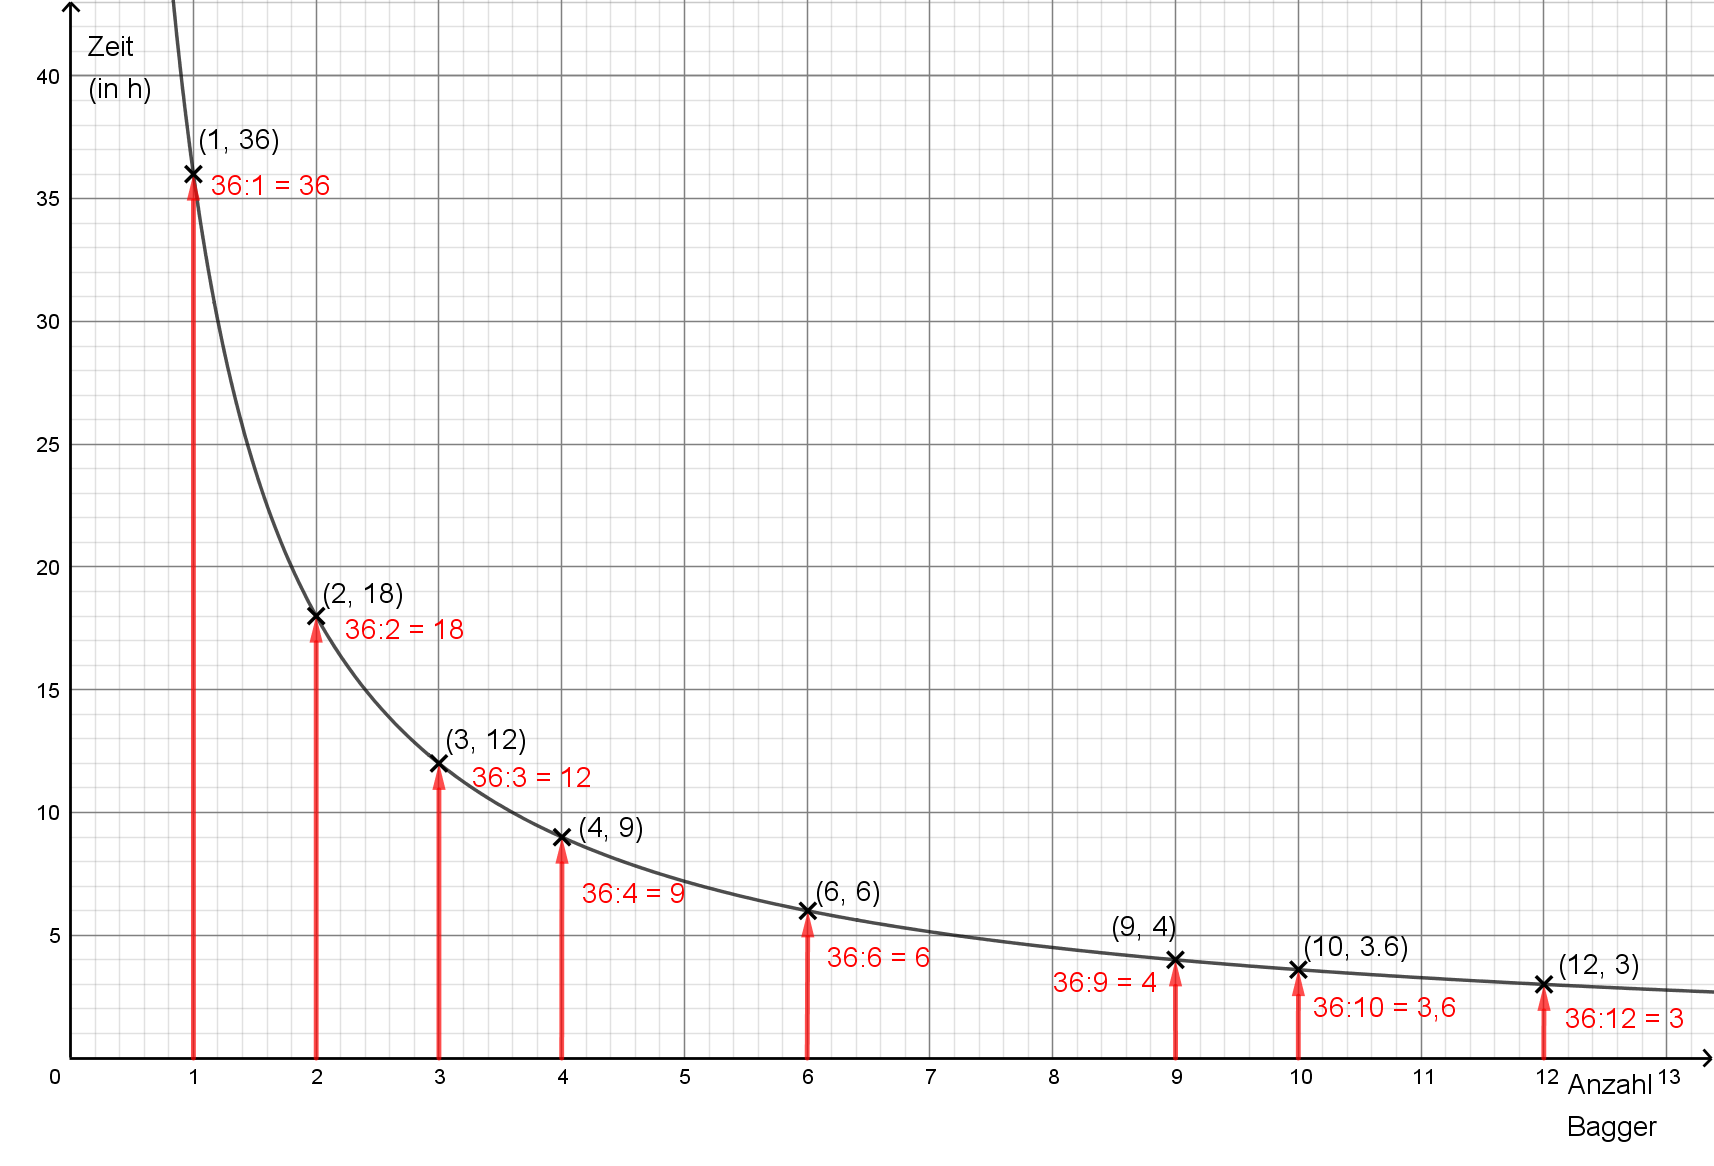 Zeit
(in h)
40
(1, 36)
36:1 = 36
35
30
25
20
(2, 18)
36:2 = 18
15
(3, 12)
36:3 = 12
10
(4, 9)
36:4 = 9
(6, 6)
36:6 = 6
5
(9, 4)
36:9 = 4
(10, 3.6)
36:10 = 3,6
(12, 3)
36:12 = 3
0 1 2 3 4 5 6 7 8 9 10 11 12 13
Anzahl
Bagger